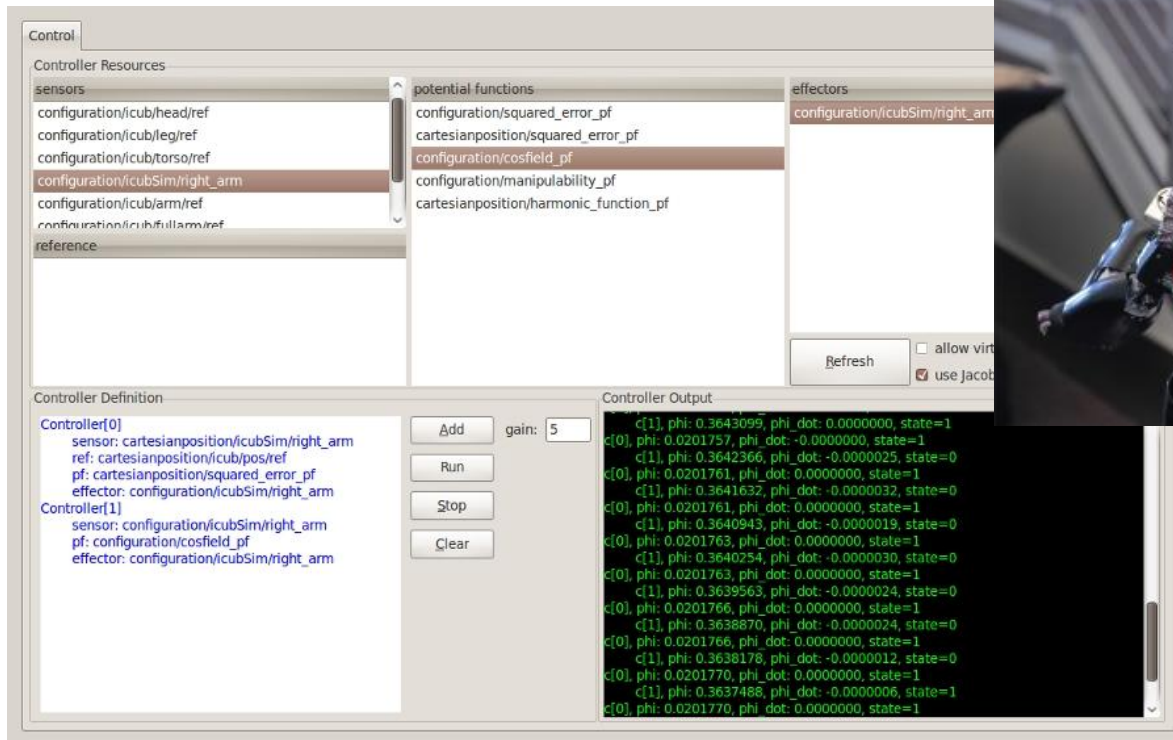 Control
Controller Resources
sensors
configuration/icub/head/ref
configuration/icub/leg/ref
configuration/icub/torso/ref
configuration/icubSim/right_arm
configuration/icub/arm/ref
configuration/icub/fullarm/ref
reference
potential functions
configuration/squared_error_pf
cartesianposition/squared_error_pf
configuration/cosfield_pf
configuration/manipulability_pf
cartesianposition/harmonic_function_pf
effectors
configuration/icubSim/right_arm
Refresh
allow virt
use Jacob
Controller Definition
Controller[0]
sensor: cartesianposition/icubSim/right_arm
ref: cartesianposition/icub/pos/ref
pf: cartesianposition/squared_error_pf
effector: configuration/icubSim/right_arm
Controller[1]
sensor: configuration/icubSim/right_arm
pf: configuration/cosfield_pf
effector: configuration/icubSim/right_arm
Add
gain: 5
Run
Stop
Clear
Controller Output
c[1], phi: 0.3643099, phi_dot: 0.0000000, state=1
c[0], phi: 0.0201757, phi_dot: -0.0000000, state=1
c[1], phi: 0.3642366, phi_dot: -0.0000025, state=0
c[0], phi: 0.0201761, phi_dot: 0.0000000, state=1
c[1], phi: 0.3641632, phi_dot: -0.0000032, state=0
c[0], phi: 0.0201761, phi_dot: 0.0000000, state=1
c[1], phi: 0.3640943, phi_dot: -0.0000019, state=0
c[0], phi: 0.0201763, phi_dot: 0.0000000, state=1
c[1], phi: 0.3640254, phi_dot: -0.0000030, state=0
c[0], phi: 0.0201763, phi_dot: 0.0000000, state=1
c[1], phi: 0.3639563, phi_dot: -0.0000024, state=0
c[0], phi: 0.0201766, phi_dot: 0.0000000, state=1
c[1], phi: 0.3638870, phi_dot: -0.0000024, state=0
c[0], phi: 0.0201766, phi_dot: 0.0000000, state=1
c[1], phi: 0.3638178, phi_dot: -0.0000012, state=0
c[0], phi: 0.0201770, phi_dot: 0.0000000, state=1
c[1], phi: 0.3637488, phi_dot: -0.0000006, state=1
c[0], phi: 0.0201770, phi_dot: 0.0000000, state=1